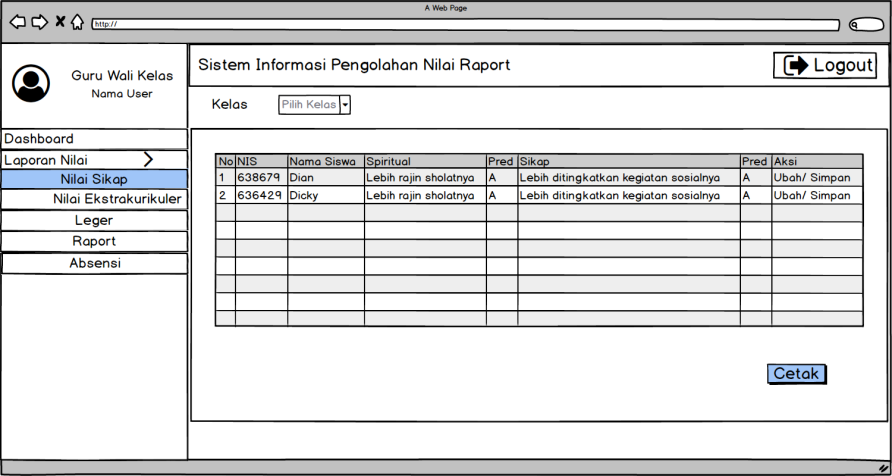 A Web Page
http://
Guru Wali Kelas
Nama User
Sistem Informasi Pengolahan Nilai Raport
Logout
Kelas
Pilih Kelas
Dashboard
Laporan Nilai
Nilai Sikap
Nilai Ekstrakurikuler
Leger
Raport
Absensi
No NIS Nama Siswa Spiritual Pred Sikap Pred Aksi
1 638679 Dian Lebih rajin sholatnya A Lebih ditingkatkan kegiatan sosialnya A Ubah/ Simpan
2 636429 Dicky Lebih rajin sholatnya A Lebih ditingkatkan kegiatan sosialnya A Ubah/ Simpan
Cetak